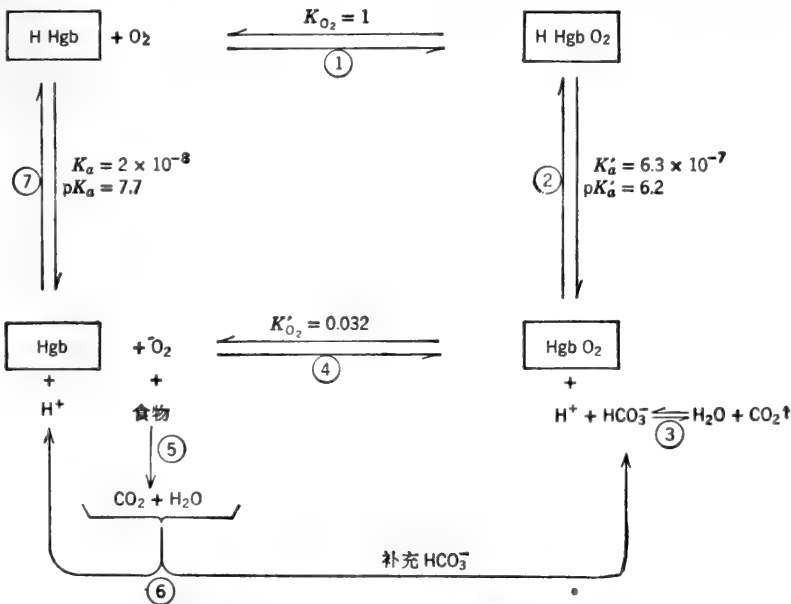 K_O₂ = 1
H Hgb + O₂
H Hgb O₂
①
K_a = 2 × 10⁻⁸
pK_a = 7.7
⑦
②
K′_a = 6.3 × 10⁻⁷
pK′_a = 6.2
K′_O₂ = 0.032
Hgb + O₂
Hgb O₂
④
+
+
+
H⁺
食物
H⁺ + HCO₃⁻ ⇌ H₂O + CO₂↑
③
⑤
CO₂ + H₂O
补充 HCO₃⁻
⑥